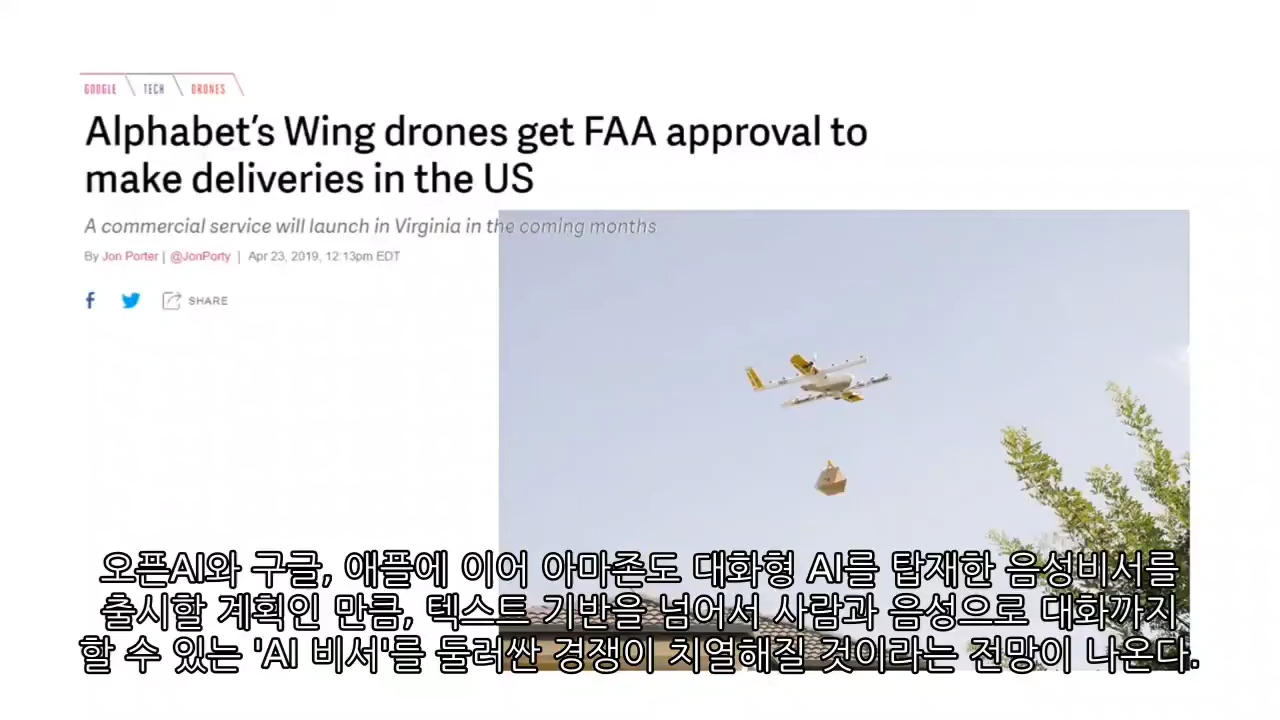 GOOGLE TECH DRONES
Alphabet's Wing drones get FAA approval to
make deliveries in the US
A commercial service will launch in Virginia in the coming months
By Jon Porter | @JonPorty | Apr 23, 2019, 12:13pm EDT
SHARE
오픈AI와 구글, 애플에 이어 아마존도 대화형 AI를 탑재한 음성비서를
출시할 계획인 만큼, 텍스트 기반을 넘어서 사람과 음성으로 대화까지
할 수 있는 'AI 비서'를 둘러싼 경쟁이 치열해질 것이라는 전망이 나온다.